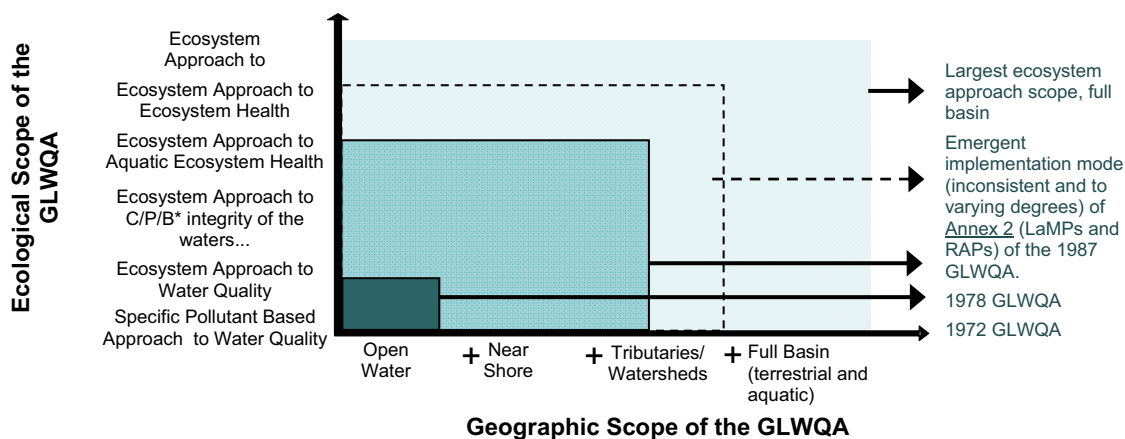 Ecological Scope of the
GLWQA
Ecosystem
Approach to
Ecosystem Approach to
Ecosystem Health
Ecosystem Approach to
Aquatic Ecosystem Health
Ecosystem Approach to
C/P/B* integrity of the
waters...
Ecosystem Approach to
Water Quality
Specific Pollutant Based
Approach to Water Quality
Open
Water
+ Near
Shore
+ Tributaries/
Watersheds
+ Full Basin
(terrestrial and
aquatic)
Geographic Scope of the GLWQA
Largest ecosystem
approach scope, full
basin
Emergent
implementation mode
(inconsistent and to
varying degrees) of
Annex 2 (LaMPs and
RAPs) of the 1987
GLWQA.
1978 GLWQA
1972 GLWQA